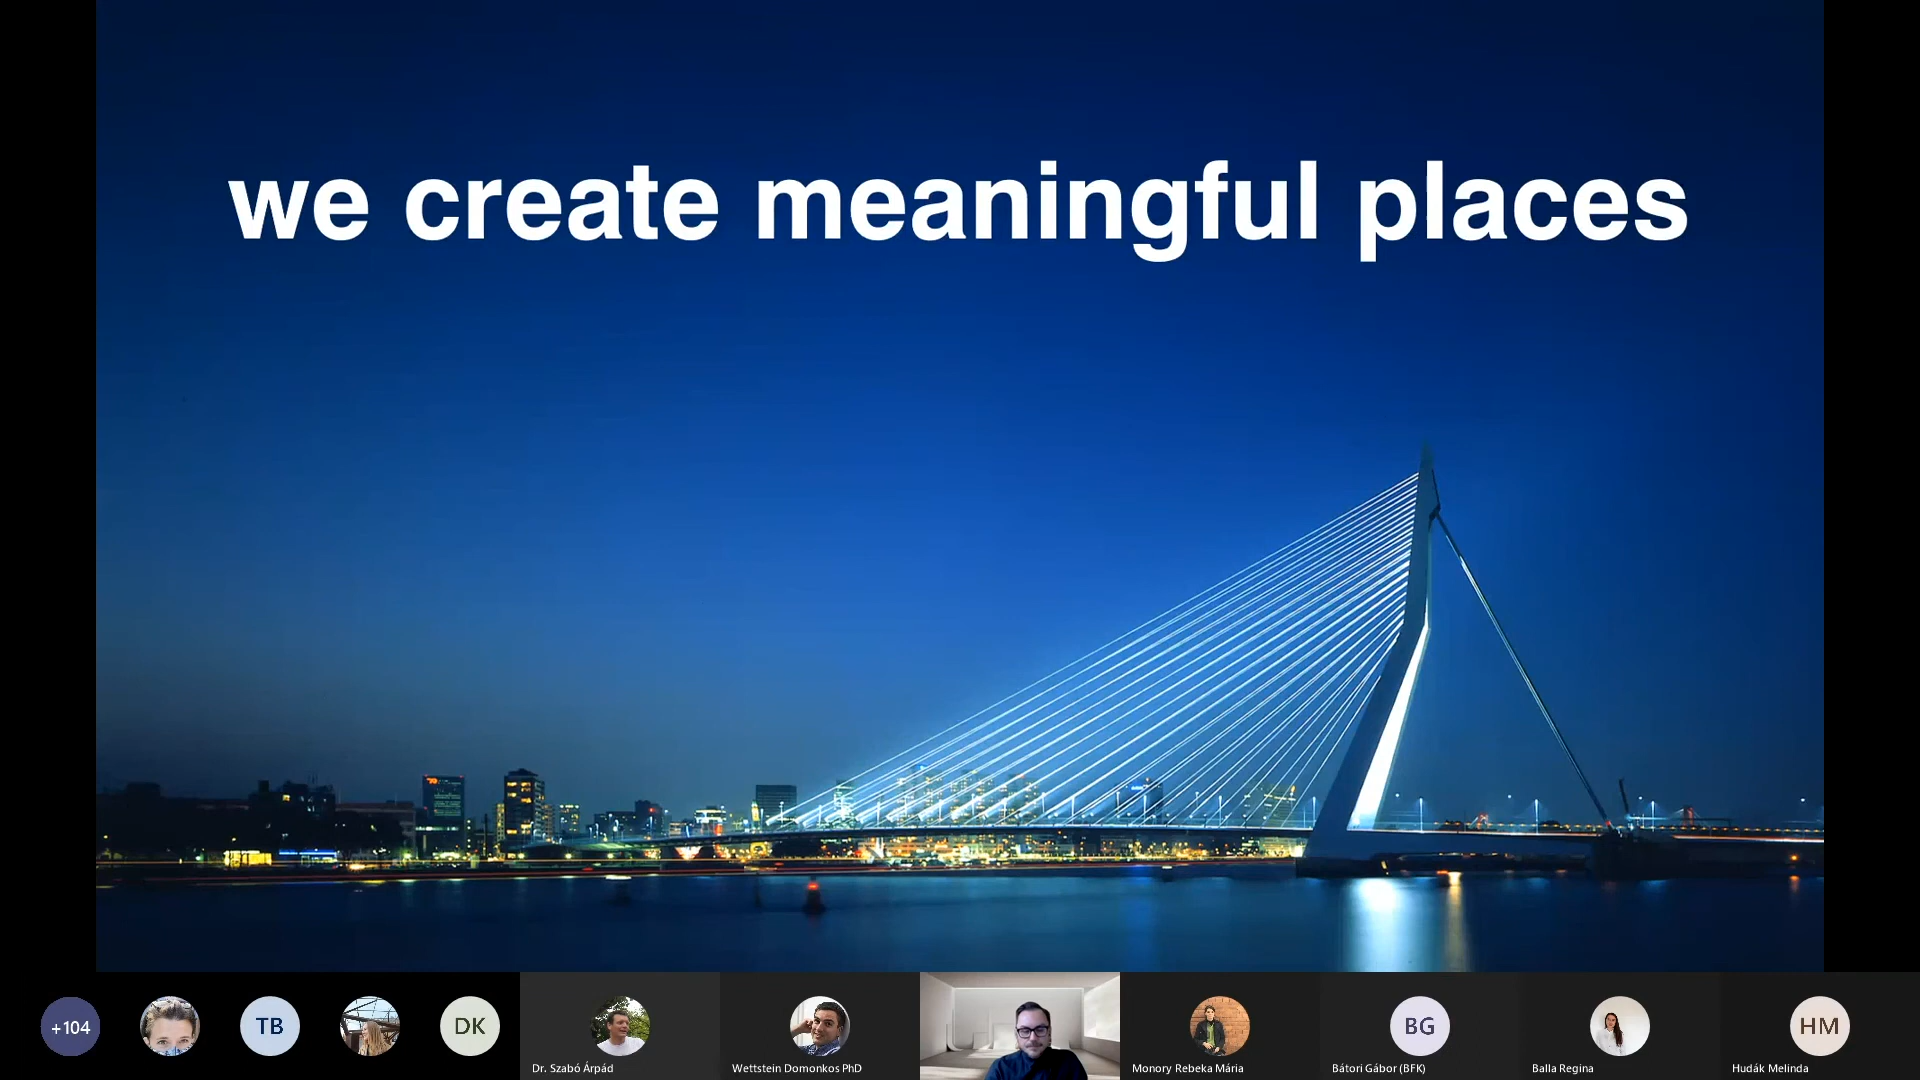 we create meaningful places
+104
TB
DK
Dr. Szabó Árpád
Wettstein Domonkos PhD
Monory Rebeka Mária
BG
Bátori Gábor (BFK)
Balla Regina
HM
Hudák Melinda